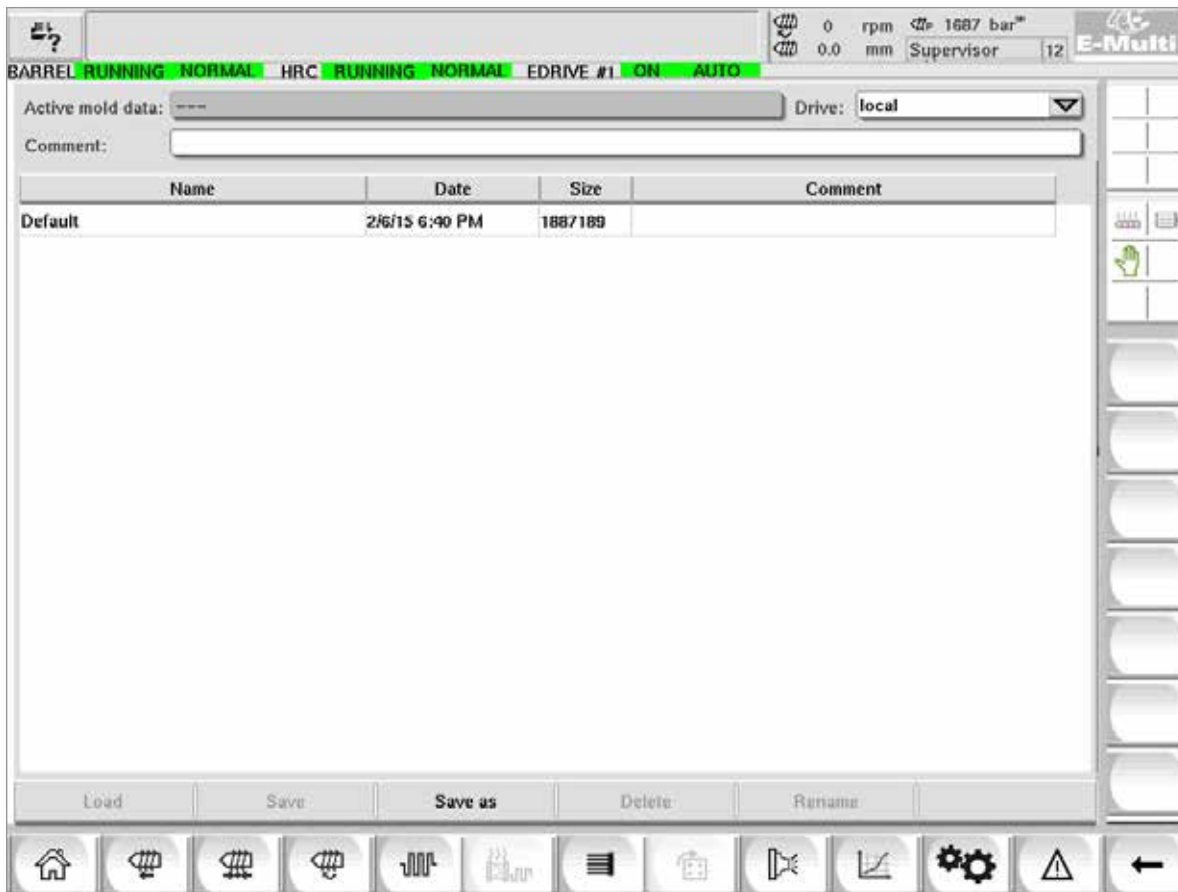 ?
0 rpm 1687 bar
0.0 mm Supervisor 12
E-Multi
BARREL RUNNING NORMAL HRC RUNNING NORMAL EDRIVE #1 ON AUTO
Active mold data: ---
Drive: local
Comment:
Name Date Size Comment
Default 2/6/15 6:40 PM 1887189
Load Save Save as Delete Rename